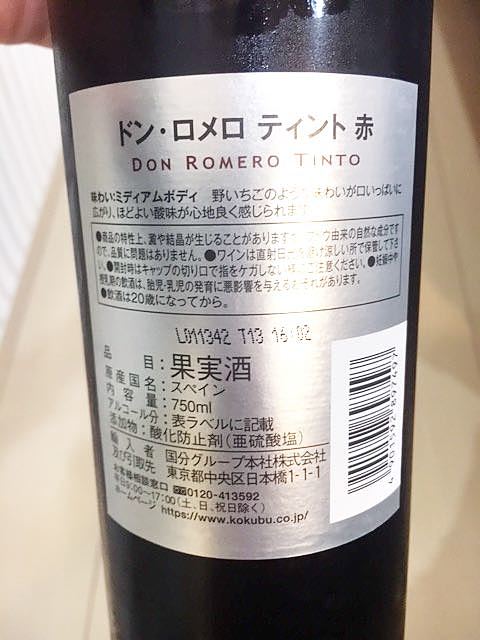 ドン・ロメロ ティント 赤
DON ROMERO TINTO
味わい:ミディアムボディ 野いちごのような味わいが口いっぱいに
広がり、ほどよい酸味が心地良く感じられます
●商品の特性上、澱や結晶が生じることがありますが、ブドウ由来の自然な成分ですので、品質に問題はありません。●ワインは直射日光を避け涼しい所で保管して下さい。●開封時はキャップの切り口で指をケガしない様にご注意ください。●妊娠中や
授乳期の飲酒は、胎児・乳児の発育に悪影響を与えるおそれがあります。
●飲酒は20歳になってから。
L011342 T13 16:02
品目:果実酒
原産国名:スペイン
内容量:750ml
アルコール分:表ラベルに記載
添加物:酸化防止剤(亜硫酸塩)
輸入者 国分グループ本社株式会社
及び引取先 東京都中央区日本橋1-1-1
お客様相談窓口 0120-413592
平日9:00〜17:00(土、日、祝日除く)
ホームページ https://www.kokubu.co.jp/